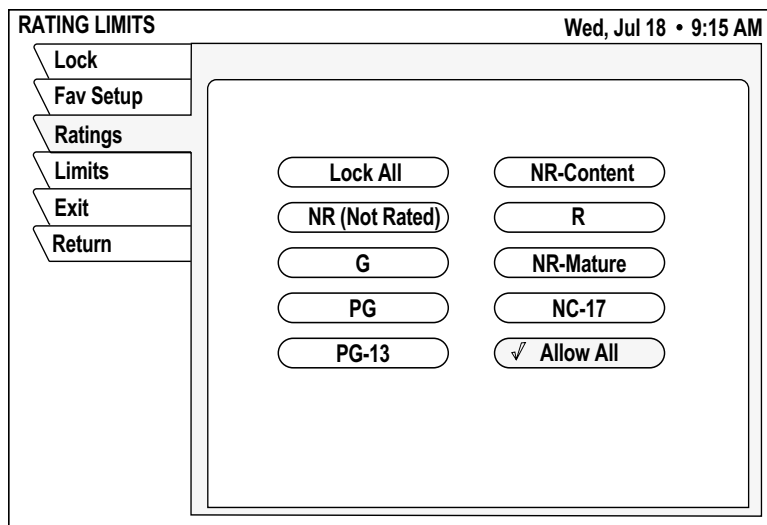 RATING LIMITS
Wed, Jul 18 • 9:15 AM
Lock
Fav Setup
Ratings
Limits
Exit
Return
Lock All
NR-Content
NR (Not Rated)
R
G
NR-Mature
PG
NC-17
PG-13
√ Allow All